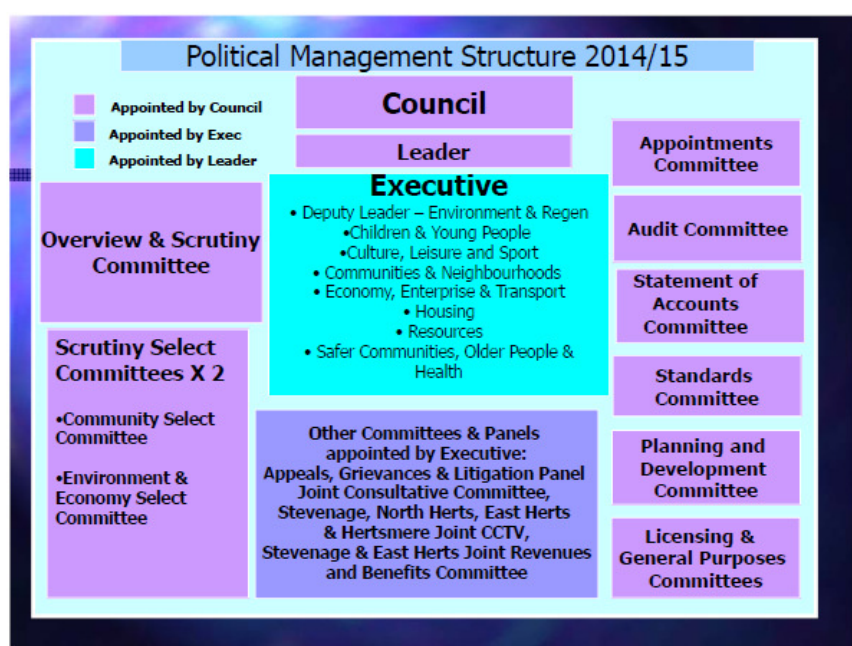 Political Management Structure 2014/15
Appointed by Council
Appointed by Exec
Appointed by Leader
Council
Leader
Executive
• Deputy Leader – Environment & Regen
•Children & Young People
•Culture, Leisure and Sport
• Communities & Neighbourhoods
• Economy, Enterprise & Transport
• Housing
• Resources
• Safer Communities, Older People &
Health
Overview & Scrutiny
Committee
Scrutiny Select
Committees X 2
•Community Select
Committee
•Environment &
Economy Select
Committee
Other Committees & Panels
appointed by Executive:
Appeals, Grievances & Litigation Panel
Joint Consultative Committee,
Stevenage, North Herts, East Herts
& Hertsmere Joint CCTV,
Stevenage & East Herts Joint Revenues
and Benefits Committee
Appointments
Committee
Audit Committee
Statement of
Accounts
Committee
Standards
Committee
Planning and
Development
Committee
Licensing &
General Purposes
Committees